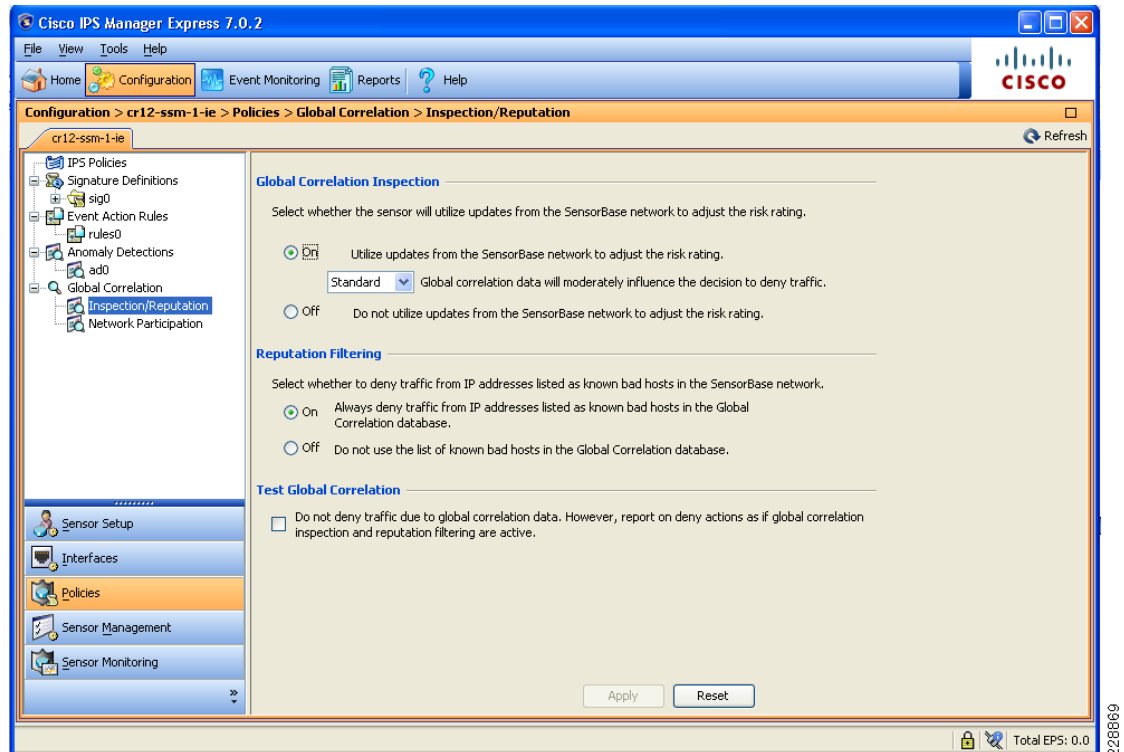 Cisco IPS Manager Express 7.0.2
File View Tools Help
Home Configuration Event Monitoring Reports Help
CISCO
Configuration > cr12-ssm-1-ie > Policies > Global Correlation > Inspection/Reputation
cr12-ssm-1-ie
Refresh
IPS Policies
Signature Definitions
sig0
Event Action Rules
rules0
Anomaly Detections
ad0
Global Correlation
Inspection/Reputation
Network Participation
Sensor Setup
Interfaces
Policies
Sensor Management
Sensor Monitoring
Global Correlation Inspection
Select whether the sensor will utilize updates from the SensorBase network to adjust the risk rating.
On Utilize updates from the SensorBase network to adjust the risk rating.
Standard Global correlation data will moderately influence the decision to deny traffic.
Off Do not utilize updates from the SensorBase network to adjust the risk rating.
Reputation Filtering
Select whether to deny traffic from IP addresses listed as known bad hosts in the SensorBase network.
On Always deny traffic from IP addresses listed as known bad hosts in the Global
Correlation database.
Off Do not use the list of known bad hosts in the Global Correlation database.
Test Global Correlation
Do not deny traffic due to global correlation data. However, report on deny actions as if global correlation
inspection and reputation filtering are active.
Apply Reset
Total EPS: 0.0
228869